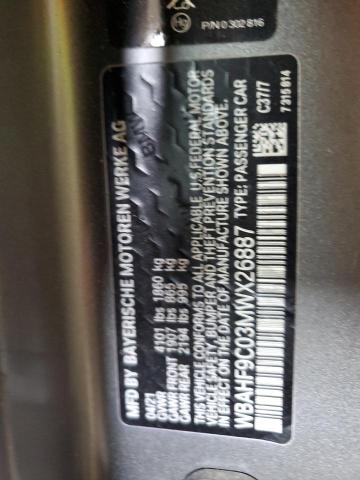 Hg
P/N 0 302 816
MFD BY BAYERISCHE MOTOREN WERKE AG
BMW
04/21
GVWR 4101 lbs 1860 kg
GAWR FRONT 1907 lbs 865 kg
GAWR REAR 2194 lbs 995 kg
THIS VEHICLE CONFORMS TO ALL APPLICABLE U.S. FEDERAL MOTOR
VEHICLE SAFETY, BUMPER, AND THEFT PREVENTION
STANDARDS IN EFFECT ON THE DATE OF MANUFACTURE SHOWN ABOVE.
WBAHF9C03MWX26887 TYPE: PASSENGER CAR
C37/7
7 315 814